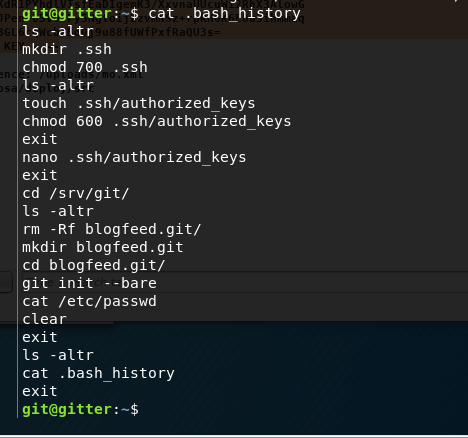 git@gitter:~$ cat .bash_history
ls -altr
mkdir .ssh
chmod 700 .ssh
ls -altr
touch .ssh/authorized_keys
chmod 600 .ssh/authorized_keys
exit
nano .ssh/authorized_keys
exit
cd /srv/git/
ls -altr
rm -Rf blogfeed.git/
mkdir blogfeed.git
cd blogfeed.git/
git init --bare
cat /etc/passwd
clear
exit
ls -altr
cat .bash_history
exit
git@gitter:~$